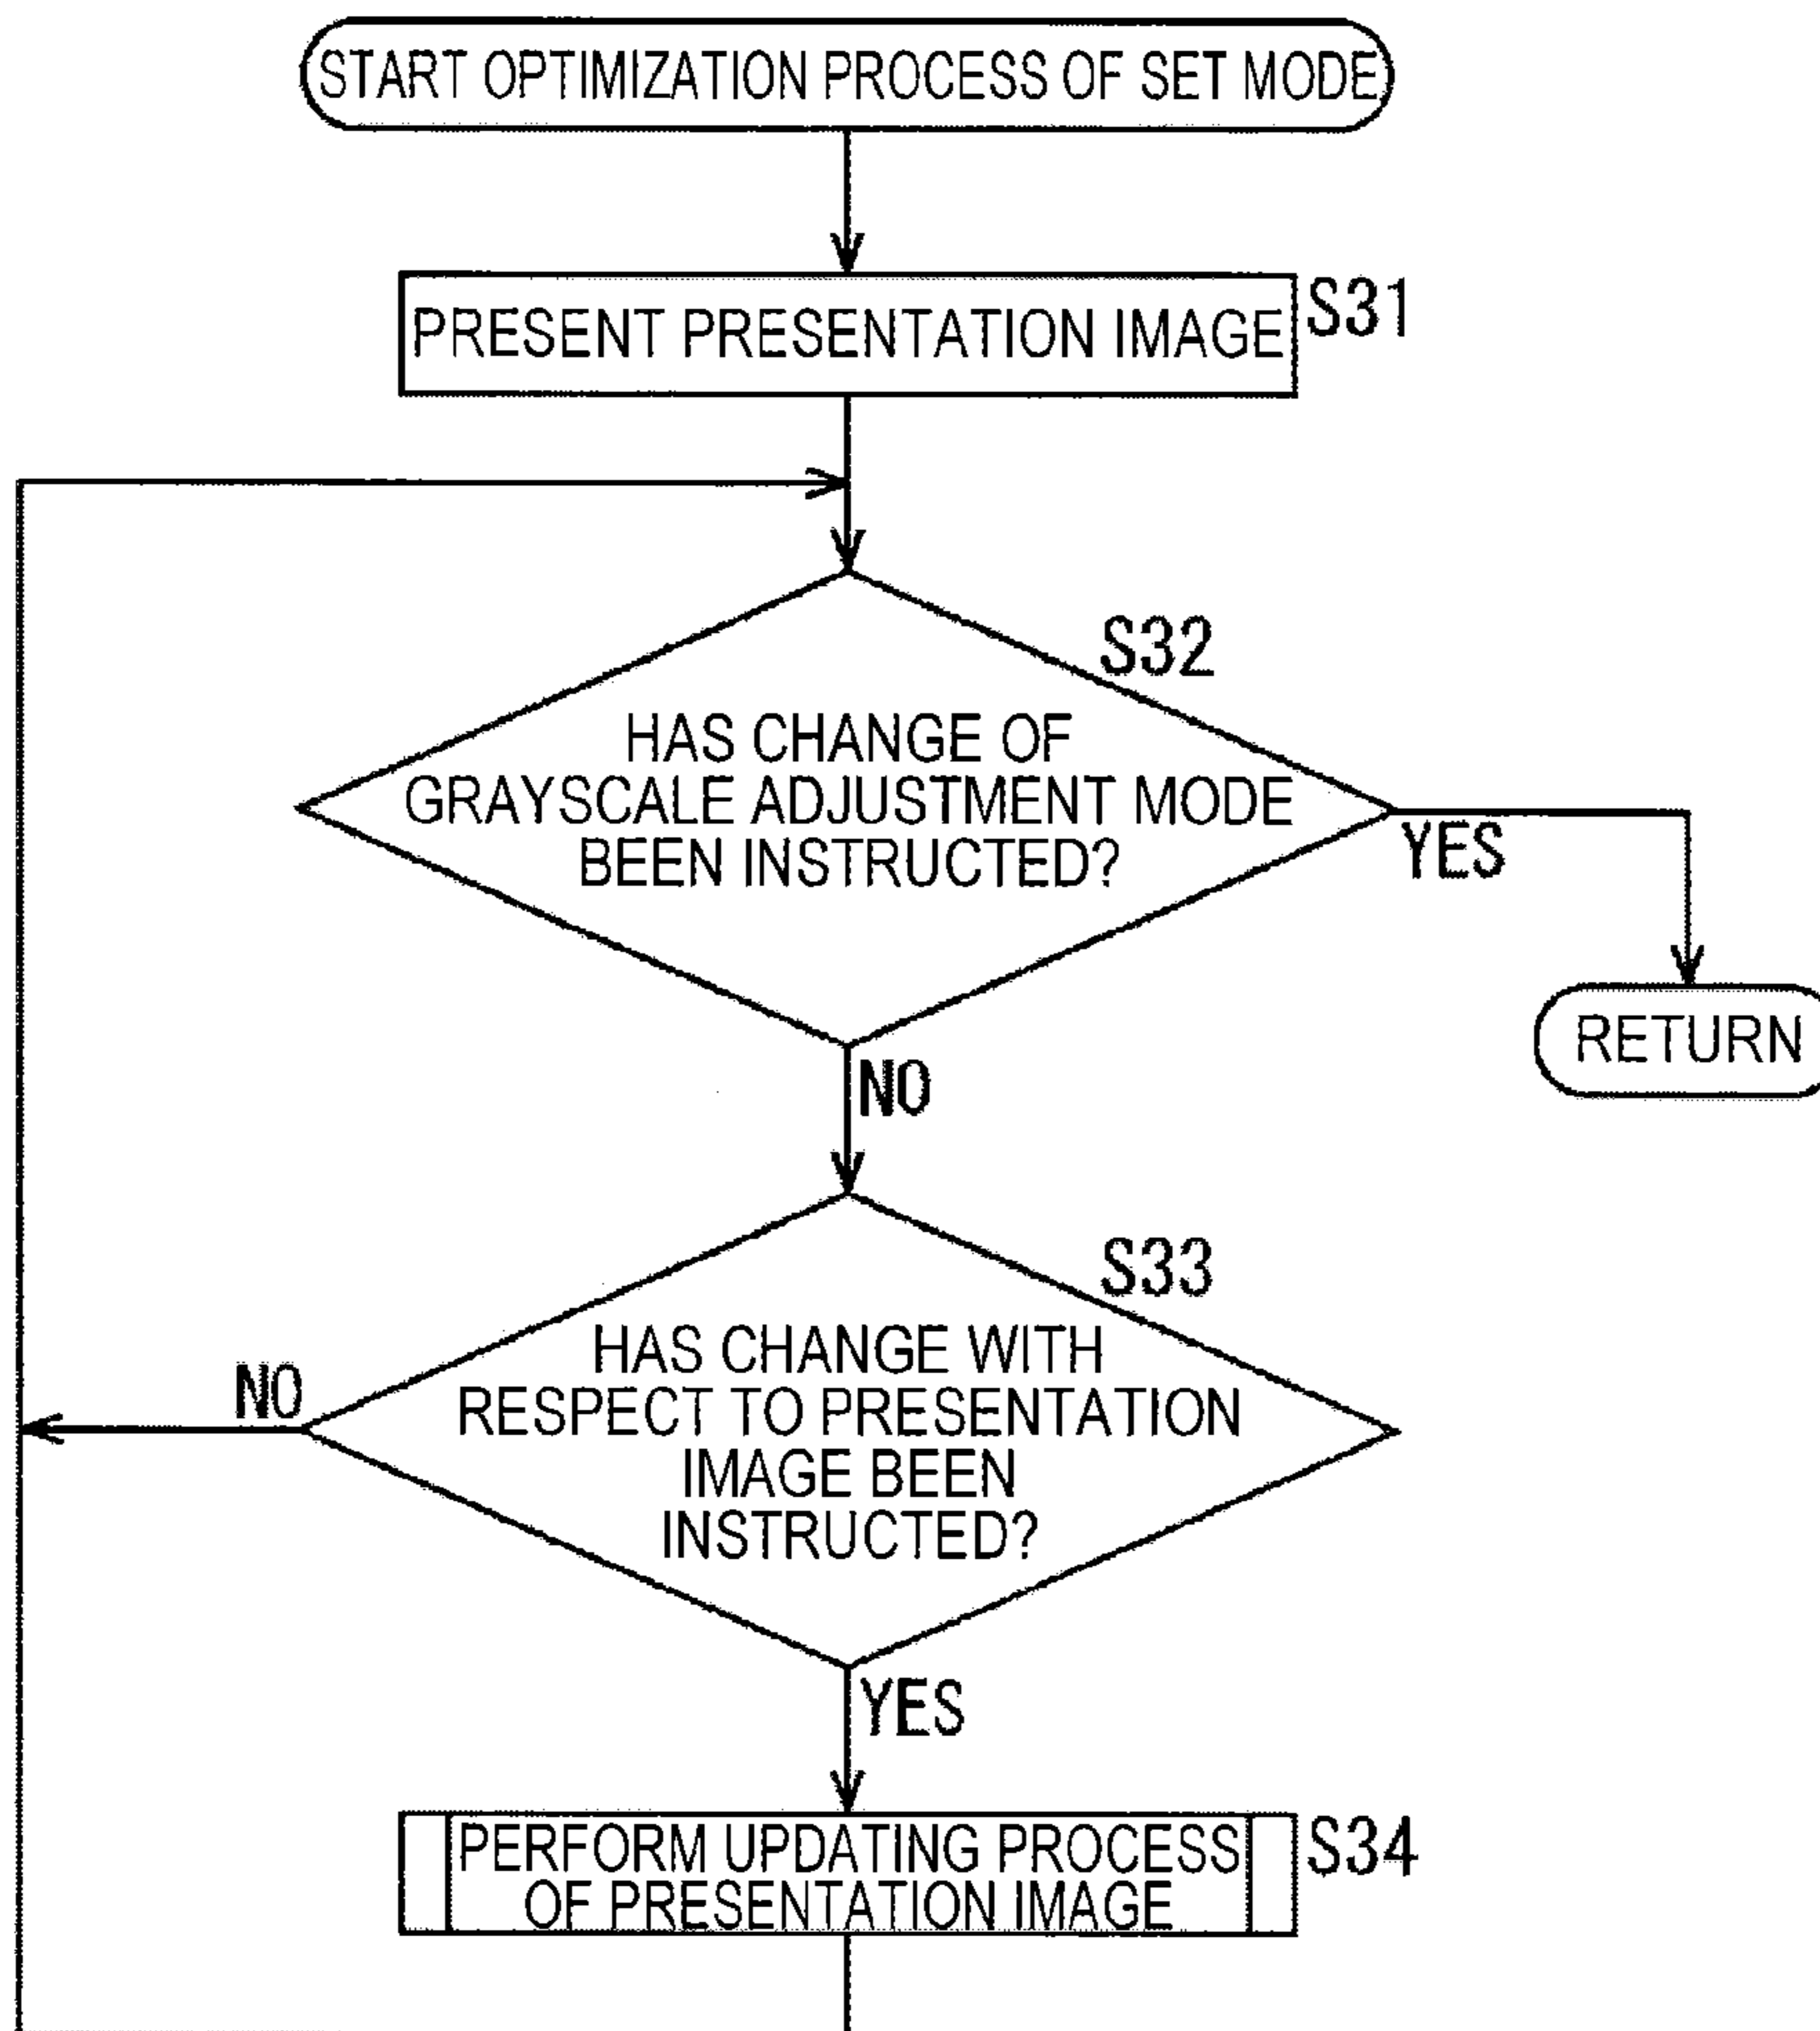 START OPTIMIZATION PROCESS OF SET MODE
PRESENT PRESENTATION IMAGE
S31
S32
HAS CHANGE OF
GRAYSCALE ADJUSTMENT MODE
BEEN INSTRUCTED?
YES
RETURN
NO
S33
HAS CHANGE WITH
RESPECT TO PRESENTATION
IMAGE BEEN
INSTRUCTED?
NO
YES
PERFORM UPDATING PROCESS
OF PRESENTATION IMAGE
S34